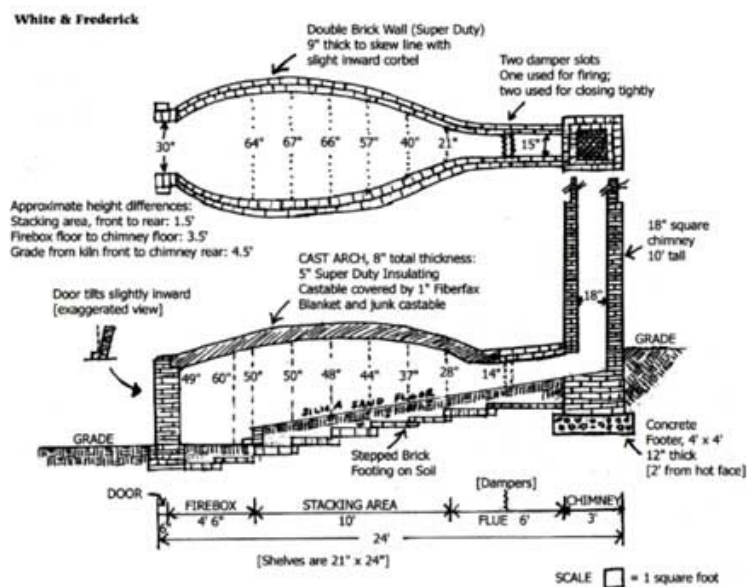 White & Frederick
Double Brick Wall (Super Duty)
9" thick to skew line with
slight inward corbel
Two damper slots
One used for firing;
two used for closing tightly
30"
64"
67"
66"
57"
40"
21"
15"
Approximate height differences:
Stacking area, front to rear: 1.5'
Firebox floor to chimney floor: 3.5'
Grade from kiln front to chimney rear: 4.5'
18" square
chimney
10' tall
CAST ARCH, 8" total thickness:
5" Super Duty Insulating
Castable covered by 1" Fiberfax
Blanket and junk castable
Door tilts slightly inward
[exaggerated view]
18"
GRADE
49"
60"
50"
50"
48"
44"
37"
28"
14"
SILICA SAND FLOOR
GRADE
Stepped Brick
Footing on Soil
Concrete
Footer, 4' x 4'
12" thick
[2' from hot face]
DOOR
FIREBOX
STACKING AREA
[Dampers]
CHIMNEY
6"
4' 6"
10'
FLUE 6'
3'
24'
[Shelves are 21" x 24"]
SCALE = 1 square foot